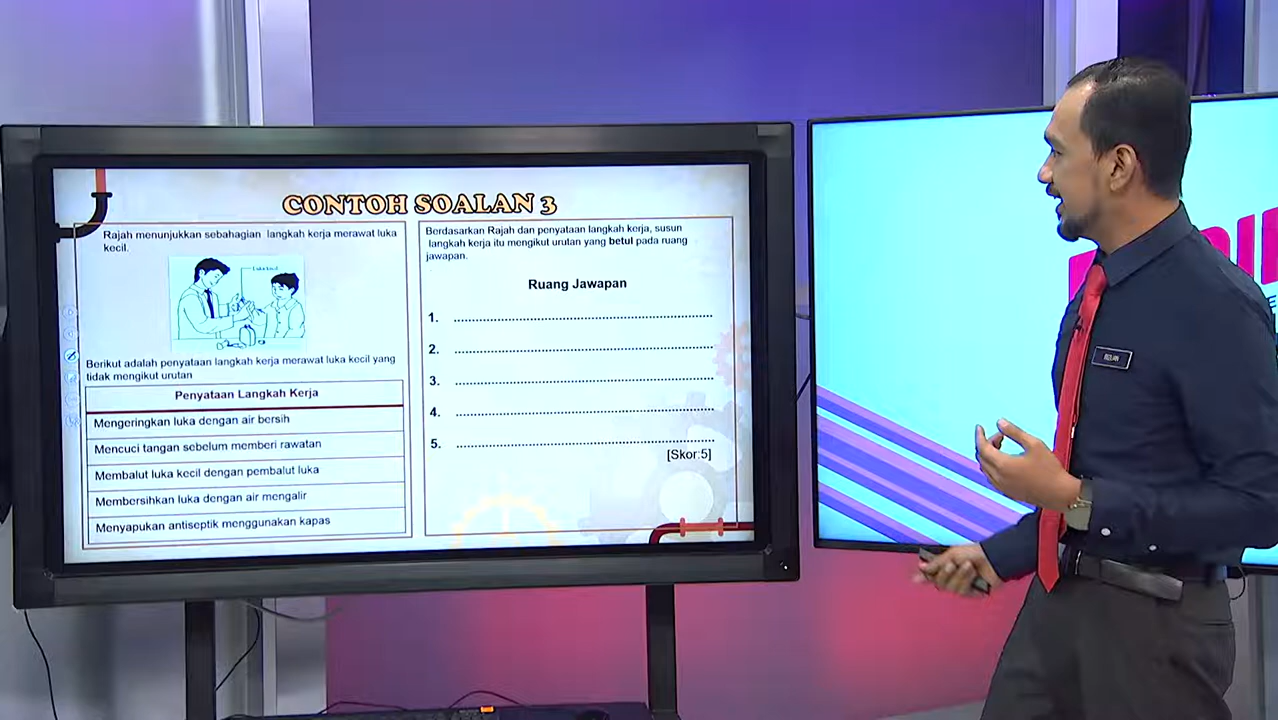 CONTOH SOALAN 3
Rajah menunjukkan sebahagian langkah kerja merawat luka
kecil.
Luka kecil
Berikut adalah penyataan langkah kerja merawat luka kecil yang
tidak mengikut urutan
Penyataan Langkah Kerja
Mengeringkan luka dengan air bersih
Mencuci tangan sebelum memberi rawatan
Membalut luka kecil dengan pembalut luka
Membersihkan luka dengan air mengalir
Menyapukan antiseptik menggunakan kapas
Berdasarkan Rajah dan penyataan langkah kerja, susun
langkah kerja itu mengikut urutan yang betul pada ruang
jawapan.
Ruang Jawapan
1. ........................................................
2. ........................................................
3. ........................................................
4. ........................................................
5. ........................................................
[Skor:5]